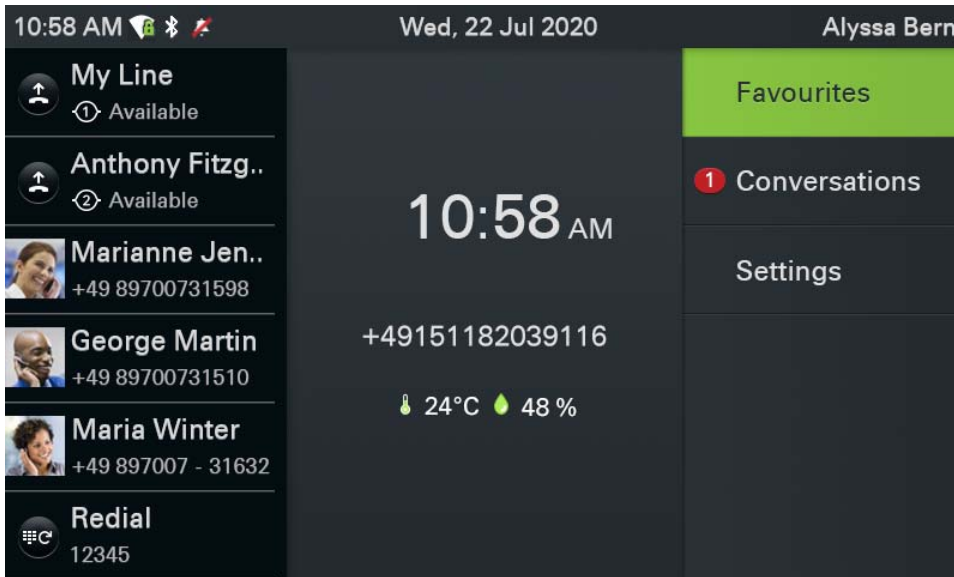 10:58 AM
Wed, 22 Jul 2020
Alyssa Bern
My Line
1 Available
Anthony Fitzg..
2 Available
Marianne Jen..
+49 89700731598
George Martin
+49 89700731510
Maria Winter
+49 897007 - 31632
Redial
12345
10:58 AM
+49151182039116
24°C 48 %
Favourites
1 Conversations
Settings